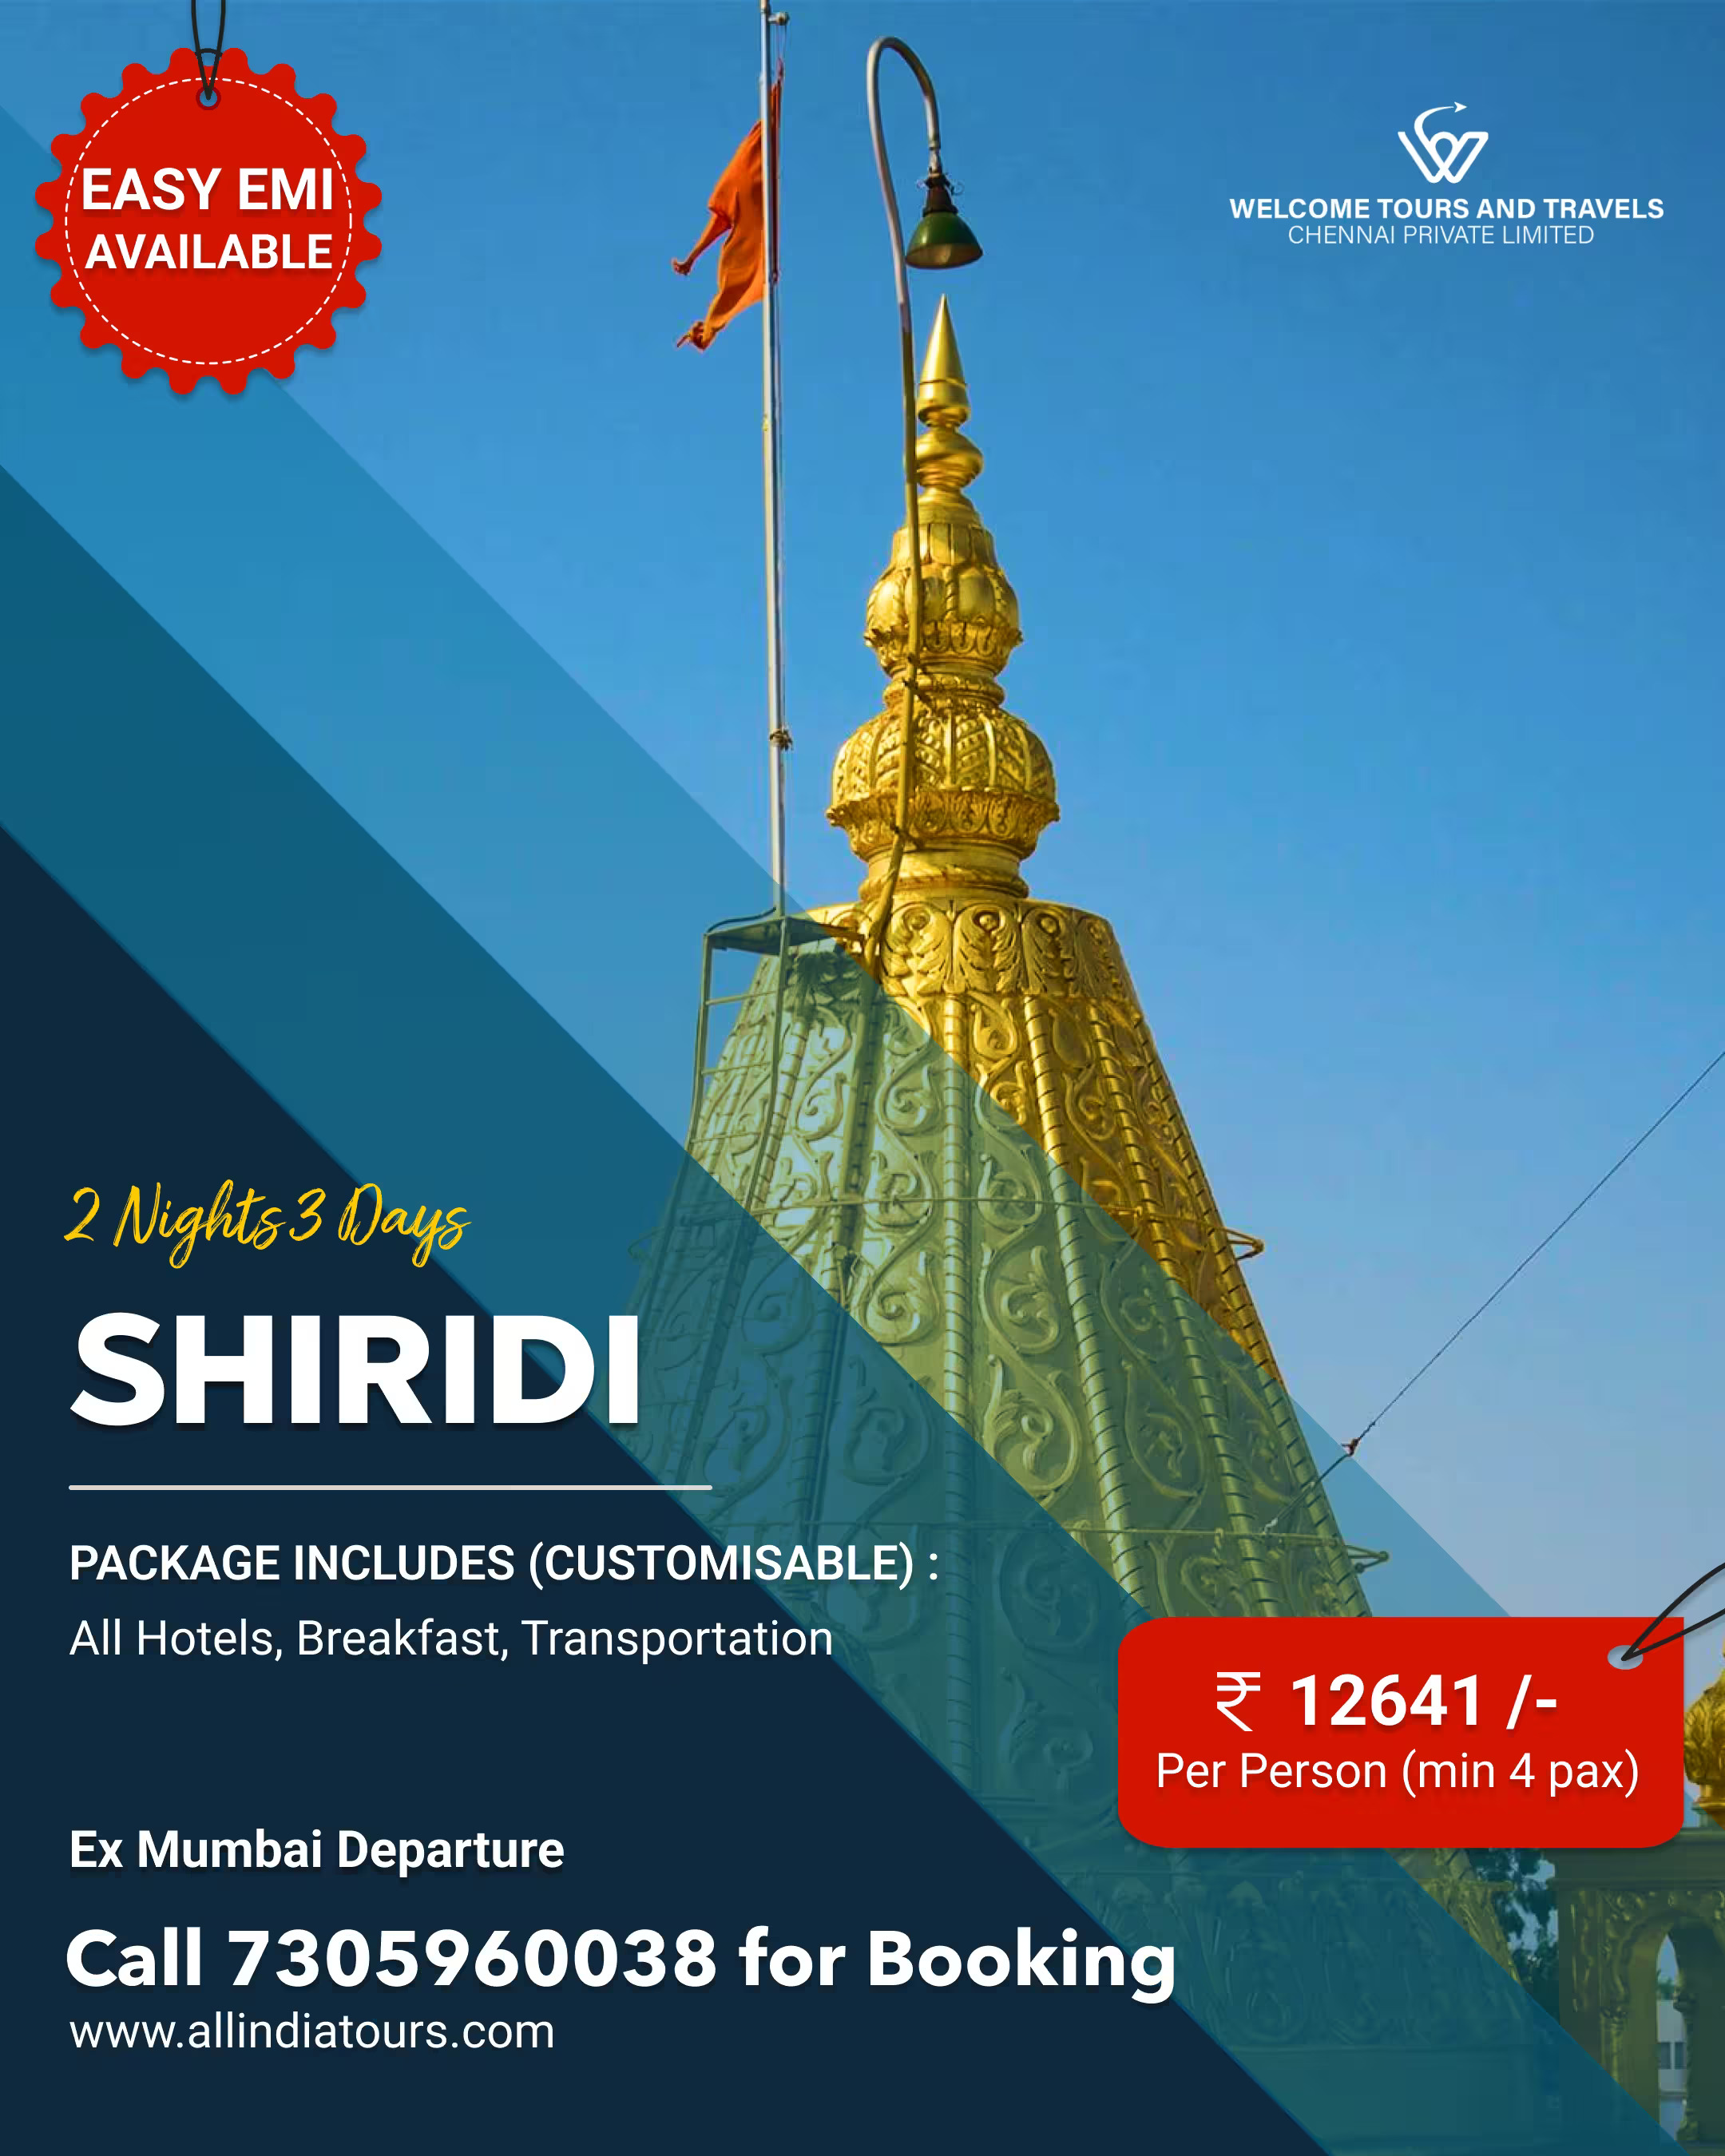 EASY EMI
AVAILABLE
WELCOME TOURS AND TRAVELS
CHENNAI PRIVATE LIMITED
2 Nights 3 Days
SHIRIDI
PACKAGE INCLUDES (CUSTOMISABLE) :
All Hotels, Breakfast, Transportation
₹ 12641 /-
Per Person (min 4 pax)
Ex Mumbai Departure
Call 7305960038 for Booking
www.allindiatours.com